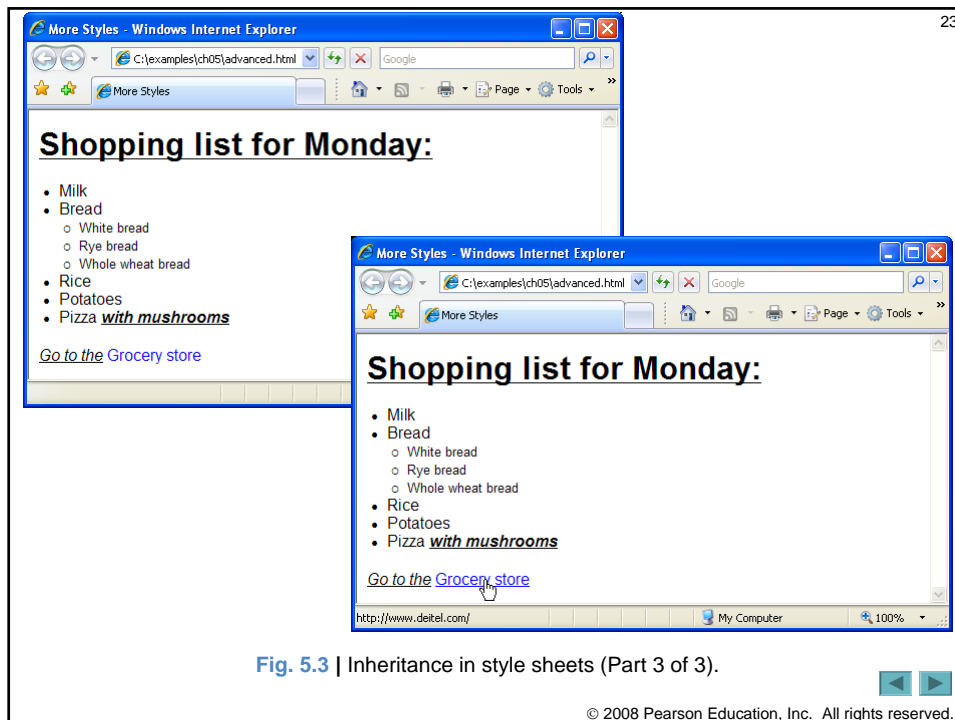 23
More Styles - Windows Internet Explorer
C:\examples\ch05\advanced.html
Google
More Styles
Page
Tools
»
Shopping list for Monday:
• Milk
• Bread
o White bread
o Rye bread
o Whole wheat bread
• Rice
• Potatoes
• Pizza with mushrooms
Go to the Grocery store
More Styles - Windows Internet Explorer
C:\examples\ch05\advanced.html
Google
More Styles
Page
Tools
»
Shopping list for Monday:
• Milk
• Bread
o White bread
o Rye bread
o Whole wheat bread
• Rice
• Potatoes
• Pizza with mushrooms
Go to the Grocery store
http://www.deitel.com/
My Computer
100%
Fig. 5.3 | Inheritance in style sheets (Part 3 of 3).
© 2008 Pearson Education, Inc. All rights reserved.